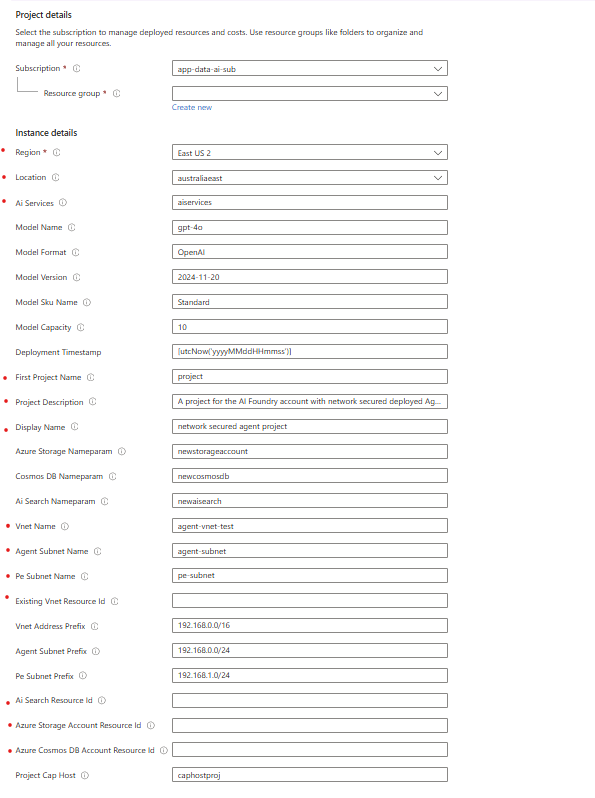 Project details
Select the subscription to manage deployed resources and costs. Use resource groups like folders to organize and
manage all your resources.
Subscription * app-data-ai-sub
Resource group *
Create new
Instance details
Region * East US 2
Location australiaeast
Ai Services aiservices
Model Name gpt-4o
Model Format OpenAI
Model Version 2024-11-20
Model Sku Name Standard
Model Capacity 10
Deployment Timestamp [utcNow('yyyyMMddHHmmss')]
First Project Name project
Project Description A project for the AI Foundry account with network secured deployed Ag...
Display Name network secured agent project
Azure Storage Nameparam newstorageaccount
Cosmos DB Nameparam newcosmosdb
Ai Search Nameparam newaisearch
Vnet Name agent-vnet-test
Agent Subnet Name agent-subnet
Pe Subnet Name pe-subnet
Existing Vnet Resource Id
Vnet Address Prefix 192.168.0.0/16
Agent Subnet Prefix 192.168.0.0/24
Pe Subnet Prefix 192.168.1.0/24
Ai Search Resource Id
Azure Storage Account Resource Id
Azure Cosmos DB Account Resource Id
Project Cap Host caphostproj